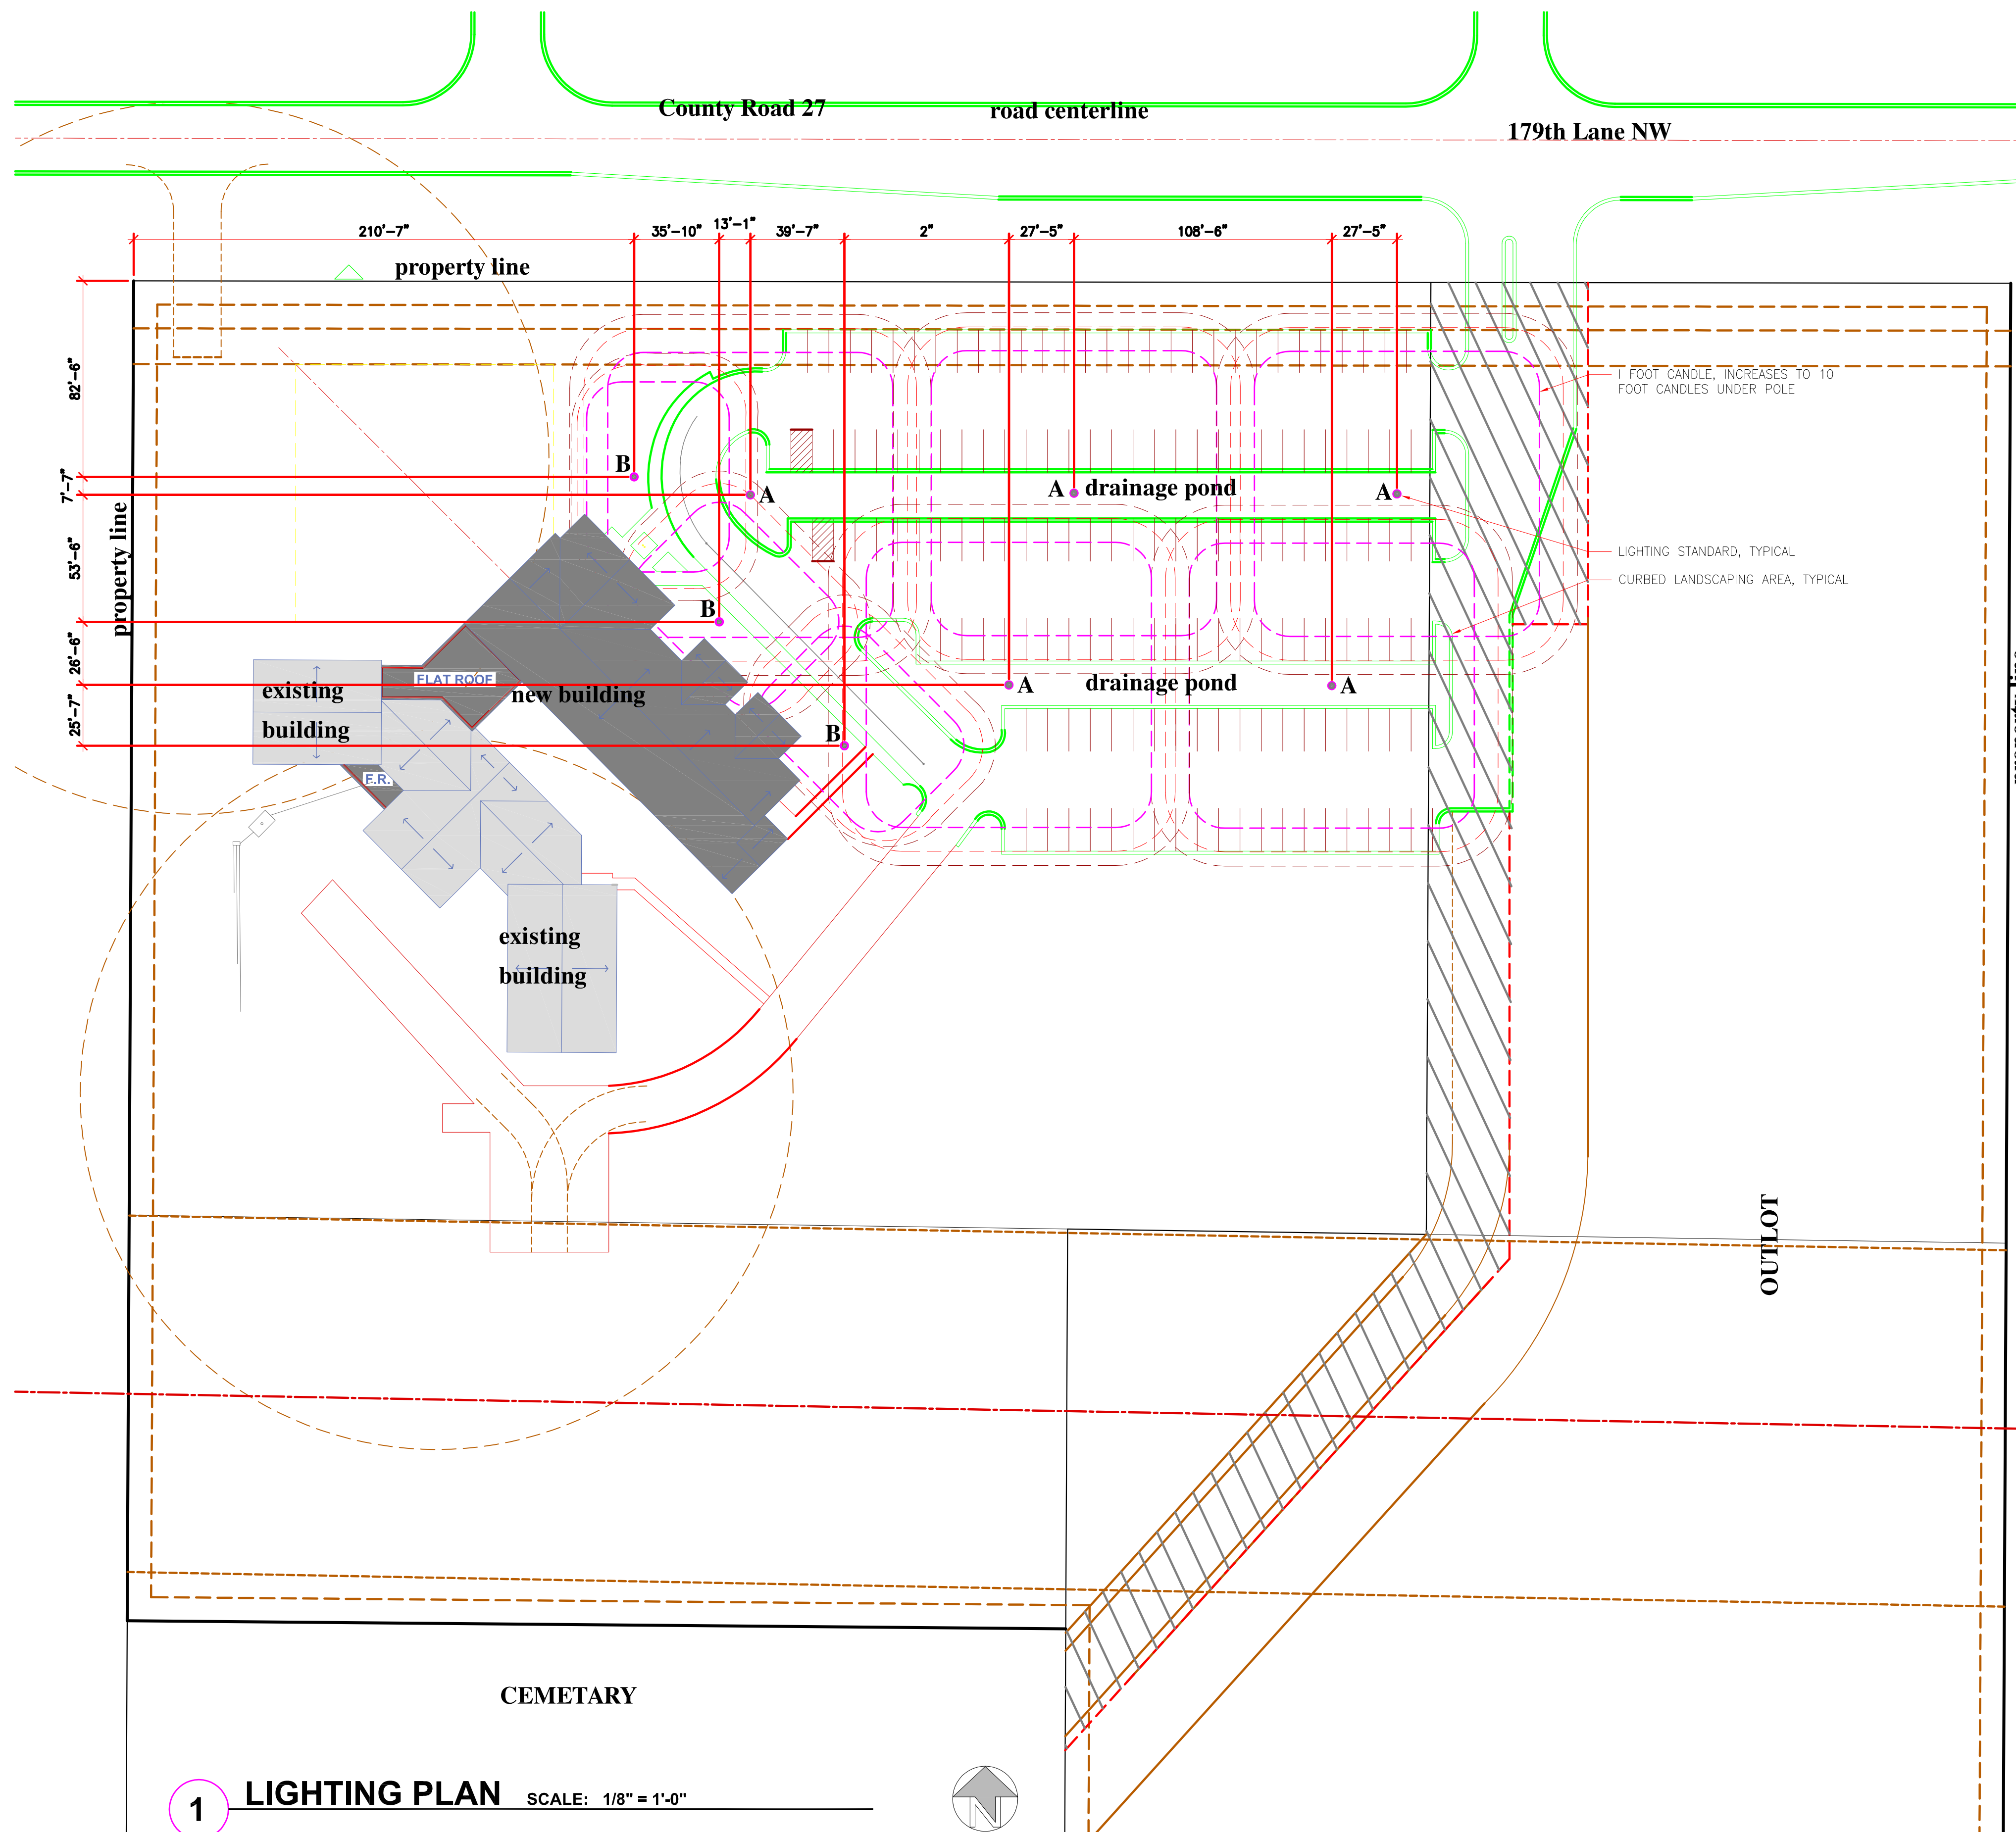 County Road 27
road centerline
179th Lane NW
210'-7"
35'-10"
13'-1"
39'-7"
2"
27'-5"
108'-6"
27'-5"
property line
82'-6"
7'-7"
53'-6"
26'-6"
25'-7"
property line
1 FOOT CANDLE, INCREASES TO 10
FOOT CANDLES UNDER POLE
B
A
A
drainage pond
A
LIGHTING STANDARD, TYPICAL
CURBED LANDSCAPING AREA, TYPICAL
B
FLAT ROOF
existing
building
new building
A
drainage pond
A
B
F.R.
existing
building
OUTLOT
CEMETARY
1
LIGHTING PLAN
SCALE: 1/8" = 1'-0"
N